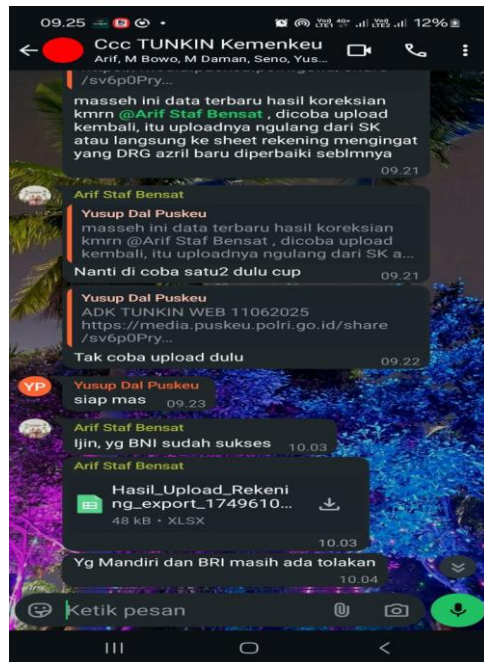 09.25
12%
Ccc TUNKIN Kemenkeu
Arif, M Bowo, M Daman, Seno, Yus...
/sv6p0Pry...
masseh ini data terbaru hasil koreksian
kmrn @Arif Staf Bensat , dicoba upload
kembali, itu uploadnya ngulang dari SK
atau langsung ke sheet rekening mengingat
yang DRG azril baru diperbaiki seblmnya
09.21
Arif Staf Bensat
Yusup Dal Puskeu
masseh ini data terbaru hasil koreksian
kmrn @Arif Staf Bensat , dicoba upload
kembali, itu uploadnya ngulang dari SK a...
Nanti di coba satu2 dulu cup
09.21
Yusup Dal Puskeu
ADK TUNKIN WEB 11062025
https://media.puskeu.polri.go.id/share
/sv6p0Pry...
Tak coba upload dulu
09.22
YP
Yusup Dal Puskeu
siap mas 09.23
Arif Staf Bensat
Ijin, yg BNI sudah sukses 10.03
Arif Staf Bensat
Hasil_Upload_Rekeni
ng_export_1749610...
48 kB • XLSX
10.03
Yg Mandiri dan BRI masih ada tolakan
10.04
Ketik pesan